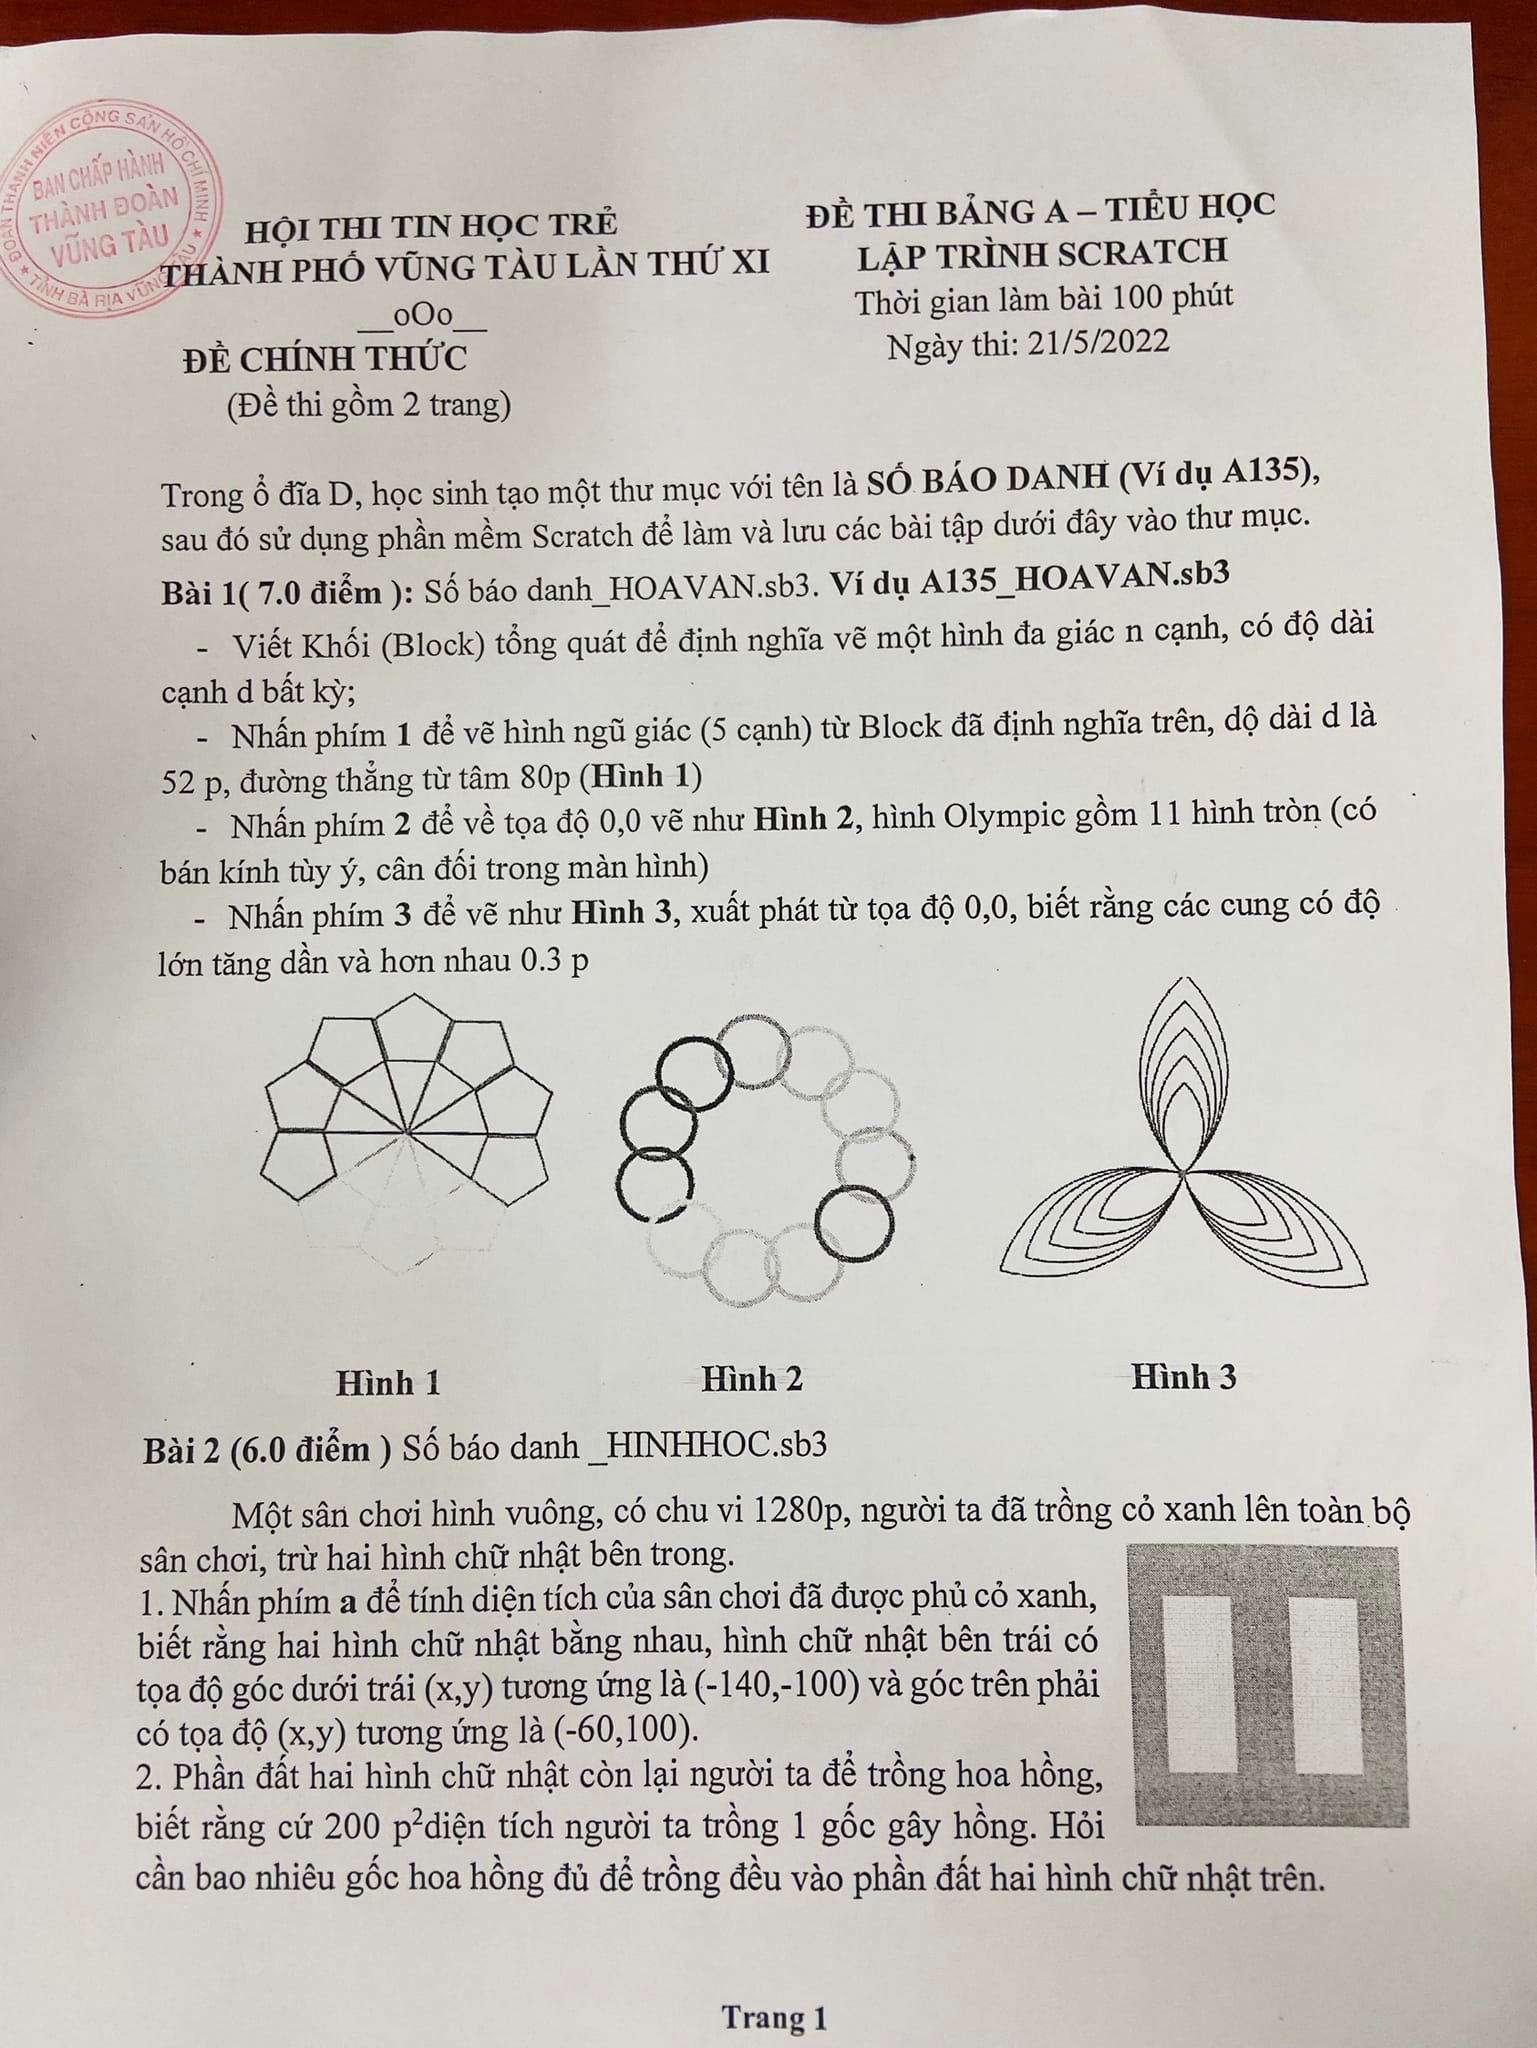 ĐOÀN THANH NIÊN CỘNG SẢN HỒ CHÍ MINH
BAN CHẤP HÀNH
THÀNH ĐOÀN
VŨNG TÀU
TỈNH BÀ RỊA VŨNG TÀU
HỘI THI TIN HỌC TRẺ
THÀNH PHỐ VŨNG TÀU LẦN THỨ XI
__oOo__
ĐỀ CHÍNH THỨC
(Đề thi gồm 2 trang)
ĐỀ THI BẢNG A – TIỂU HỌC
LẬP TRÌNH SCRATCH
Thời gian làm bài 100 phút
Ngày thi: 21/5/2022
Trong ổ đĩa D, học sinh tạo một thư mục với tên là SỐ BÁO DANH (Ví dụ A135),
sau đó sử dụng phần mềm Scratch để làm và lưu các bài tập dưới đây vào thư mục.
Bài 1( 7.0 điểm ): Số báo danh_HOAVAN.sb3. Ví dụ A135_HOAVAN.sb3
- Viết Khối (Block) tổng quát để định nghĩa vẽ một hình đa giác n cạnh, có độ dài
cạnh d bất kỳ;
- Nhấn phím 1 để vẽ hình ngũ giác (5 cạnh) từ Block đã định nghĩa trên, dộ dài d là
52 p, đường thẳng từ tâm 80p (Hình 1)
- Nhấn phím 2 để về tọa độ 0,0 vẽ như Hình 2, hình Olympic gồm 11 hình tròn (có
bán kính tùy ý, cân đối trong màn hình)
- Nhấn phím 3 để vẽ như Hình 3, xuất phát từ tọa độ 0,0, biết rằng các cung có độ
lớn tăng dần và hơn nhau 0.3 p
Hình 1
Hình 2
Hình 3
Bài 2 (6.0 điểm ) Số báo danh _HINHHOC.sb3
Một sân chơi hình vuông, có chu vi 1280p, người ta đã trồng cỏ xanh lên toàn bộ
sân chơi, trừ hai hình chữ nhật bên trong.
1. Nhấn phím a để tính diện tích của sân chơi đã được phủ cỏ xanh,
biết rằng hai hình chữ nhật bằng nhau, hình chữ nhật bên trái có
tọa độ góc dưới trái (x,y) tương ứng là (-140,-100) và góc trên phải
có tọa độ (x,y) tương ứng là (-60,100).
2. Phần đất hai hình chữ nhật còn lại người ta để trồng hoa hồng,
biết rằng cứ 200 p²diện tích người ta trồng 1 gốc gây hồng. Hỏi
cần bao nhiêu gốc hoa hồng đủ để trồng đều vào phần đất hai hình chữ nhật trên.
Trang 1